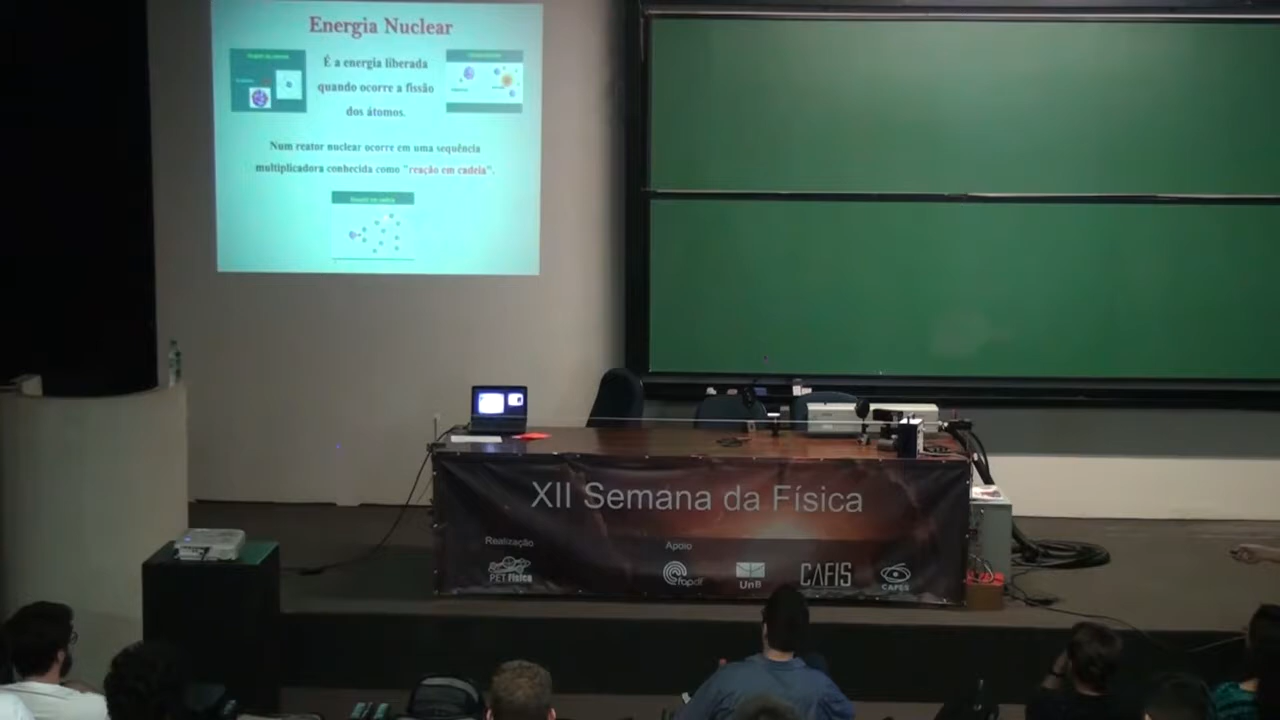 Energia Nuclear
É a energia liberada
quando ocorre a fissão
dos átomos.
Num reator nuclear ocorre em uma sequência
multiplicadora conhecida como "reação em cadeia".
XII Semana da Física
Realização
Apoio
PET Física
fapdf
UnB
CAFIS
CAPES